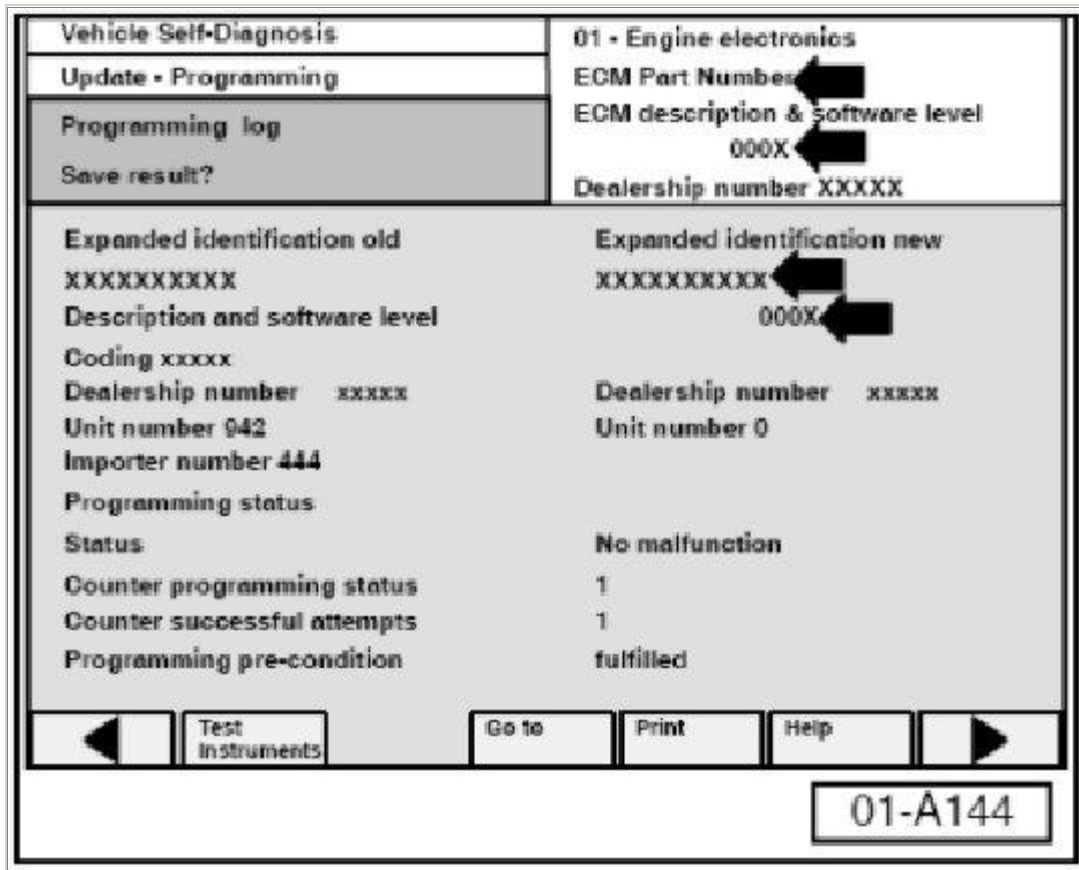 Vehicle Self-Diagnosis
Update - Programming
Programming log
Save result?
01 - Engine electronics
ECM Part Number
ECM description & software level
000X
Dealership number XXXXX
Expanded identification old
XXXXXXXXXX
Description and software level
Coding xxxxx
Dealership number xxxxx
Unit number 942
Importer number 444
Expanded identification new
XXXXXXXXXX
000X
Dealership number xxxxx
Unit number 0
Programming status
Status No malfunction
Counter programming status 1
Counter successful attempts 1
Programming pre-condition fulfilled
Test
Instruments
Go to
Print
Help
01-A144